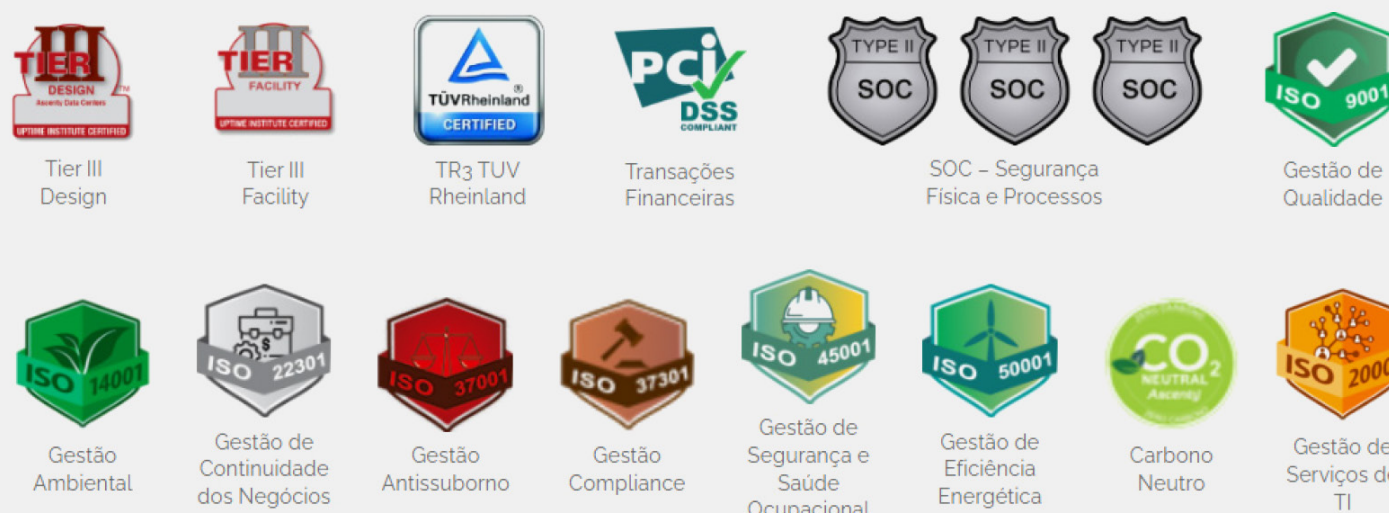 TIER
DESIGN
Ascenty Data Centers
TM
UPTIME INSTITUTE CERTIFIED
TIER
FACILITY
UPTIME INSTITUTE CERTIFIED
TÜVRheinland®
CERTIFIED
PCi
DSS
COMPLIANT
TYPE II
SOC
TYPE II
SOC
TYPE II
SOC
ISO 9001
Tier III
Design
Tier III
Facility
TR3 TUV
Rheinland
Transações
Financeiras
SOC – Segurança
Física e Processos
Gestão de
Qualidade
ISO 14001
ISO 22301
$
ISO 37001
ISO 37301
ISO 45001
ISO 50001
CO2
NEUTRAL
Ascenty
ISO 2000
Gestão
Ambiental
Gestão de
Continuidade
dos Negócios
Gestão
Antissuborno
Gestão
Compliance
Gestão de
Segurança e
Saúde
Ocupacional
Gestão de
Eficiência
Energética
Carbono
Neutro
Gestão de
Serviços de
TI